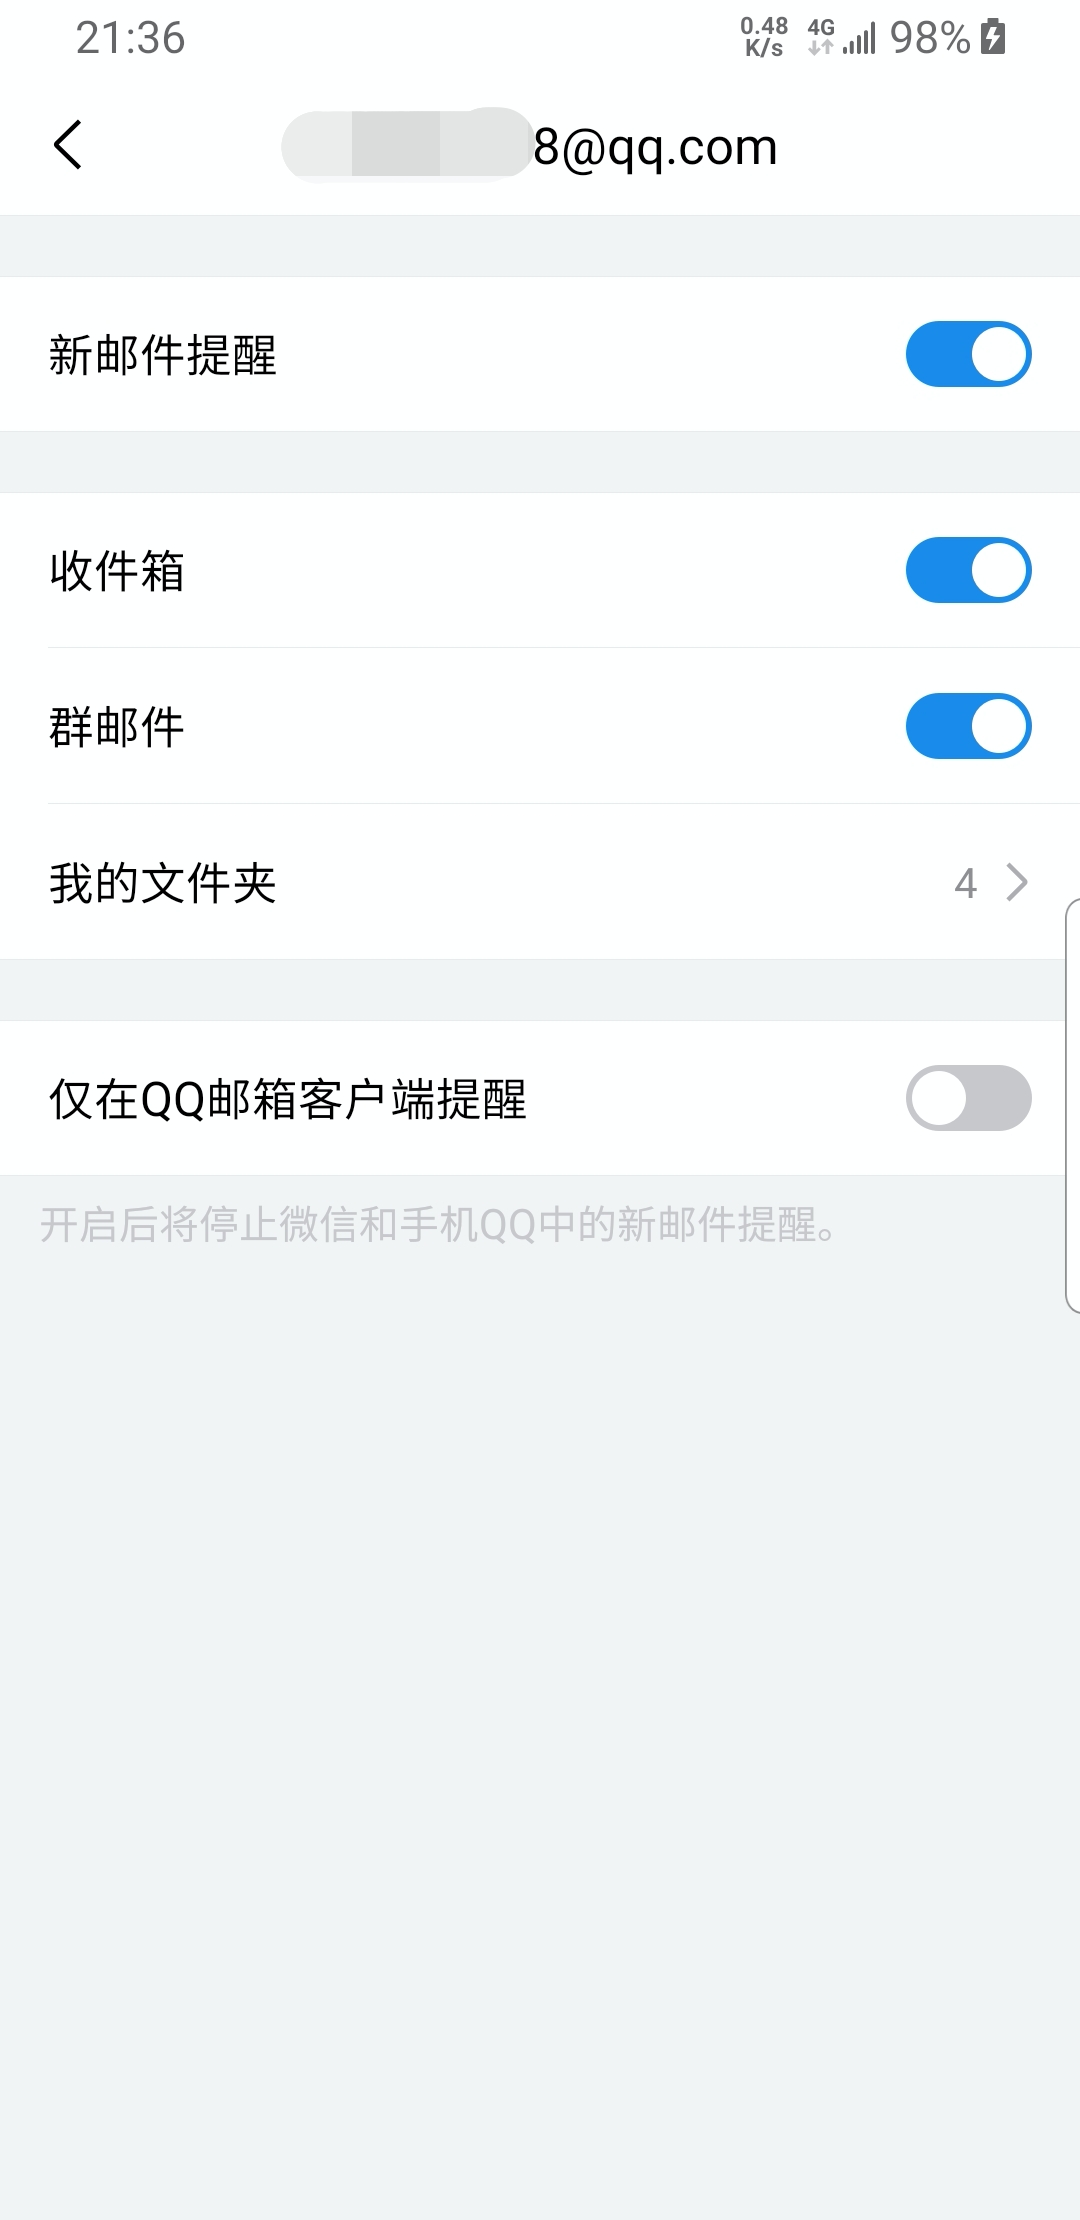 21:36
0.48 K/s 4G 98%
8@qq.com
新邮件提醒
收件箱
群邮件
我的文件夹 4
仅在QQ邮箱客户端提醒
开启后将停止微信和手机QQ中的新邮件提醒。